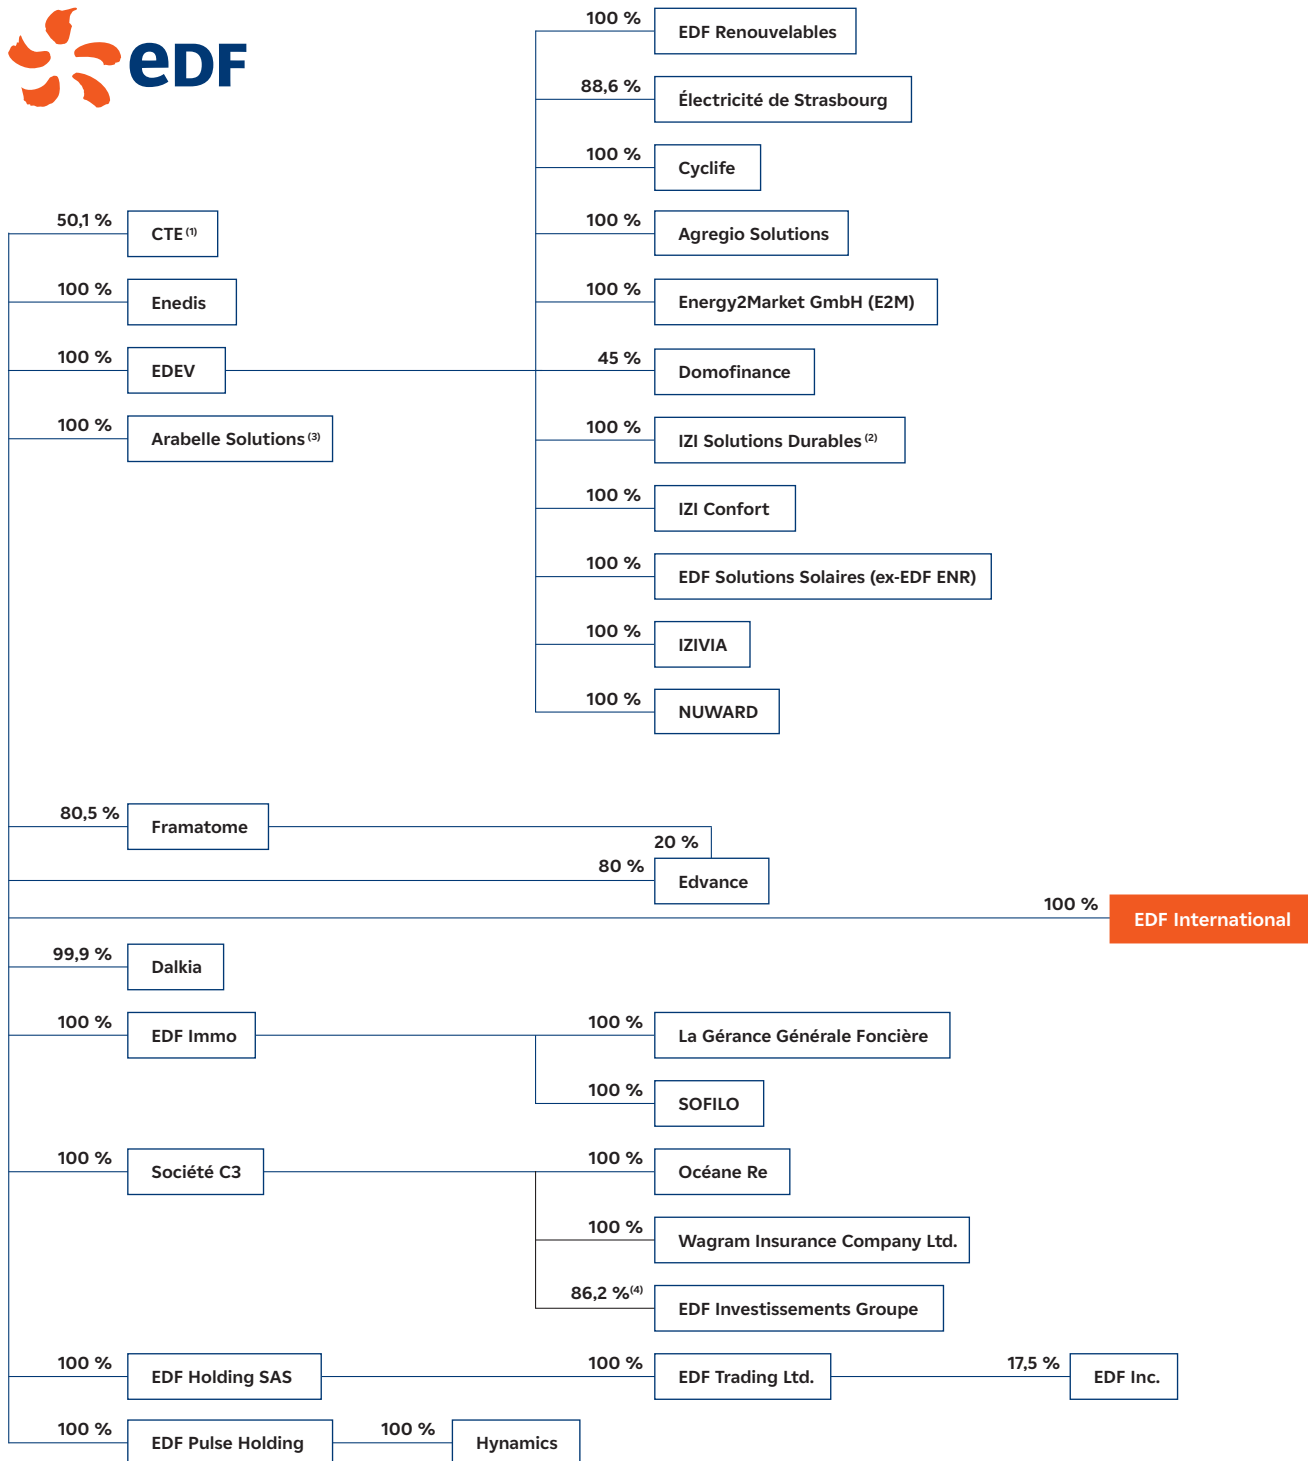 eDF
100 %
EDF Renouvelables
88,6 %
Électricité de Strasbourg
100 %
Cyclife
50,1 %
CTE (1)
100 %
Agregio Solutions
100 %
Enedis
100 %
Energy2Market GmbH (E2M)
100 %
EDEV
45 %
Domofinance
100 %
Arabelle Solutions (3)
100 %
IZI Solutions Durables (2)
100 %
IZI Confort
100 %
EDF Solutions Solaires (ex-EDF ENR)
100 %
IZIVIA
100 %
NUWARD
80,5 %
Framatome
20 %
80 %
Edvance
100 %
EDF International
99,9 %
Dalkia
100 %
EDF Immo
100 %
La Gérance Générale Foncière
100 %
SOFILO
100 %
Société C3
100 %
Océane Re
100 %
Wagram Insurance Company Ltd.
86,2 %(4)
EDF Investissements Groupe
100 %
EDF Holding SAS
100 %
EDF Trading Ltd.
17,5 %
EDF Inc.
100 %
EDF Pulse Holding
100 %
Hynamics